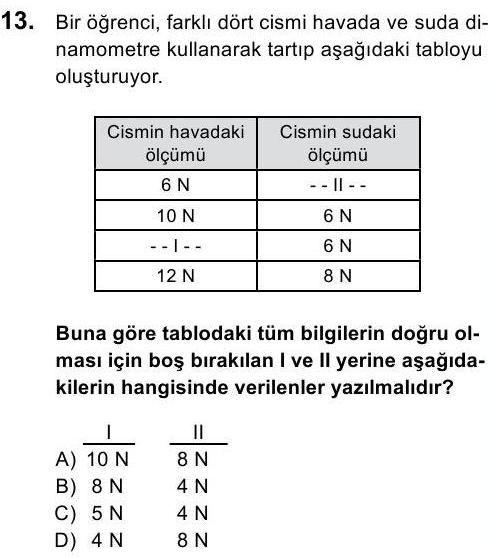 13. Bir öğrenci, farklı dört cismi havada ve suda di-
namometre kullanarak tartıp aşağıdaki tabloyu
oluşturuyor.
Cismin havadaki ölçümü Cismin sudaki ölçümü
6 N - - II - -
10 N 6 N
- - I - - 6 N
12 N 8 N
Buna göre tablodaki tüm bilgilerin doğru ol-
ması için boş bırakılan I ve II yerine aşağıda-
kilerin hangisinde verilenler yazılmalıdır?
I II
A) 10 N 8 N
B) 8 N 4 N
C) 5 N 4 N
D) 4 N 8 N